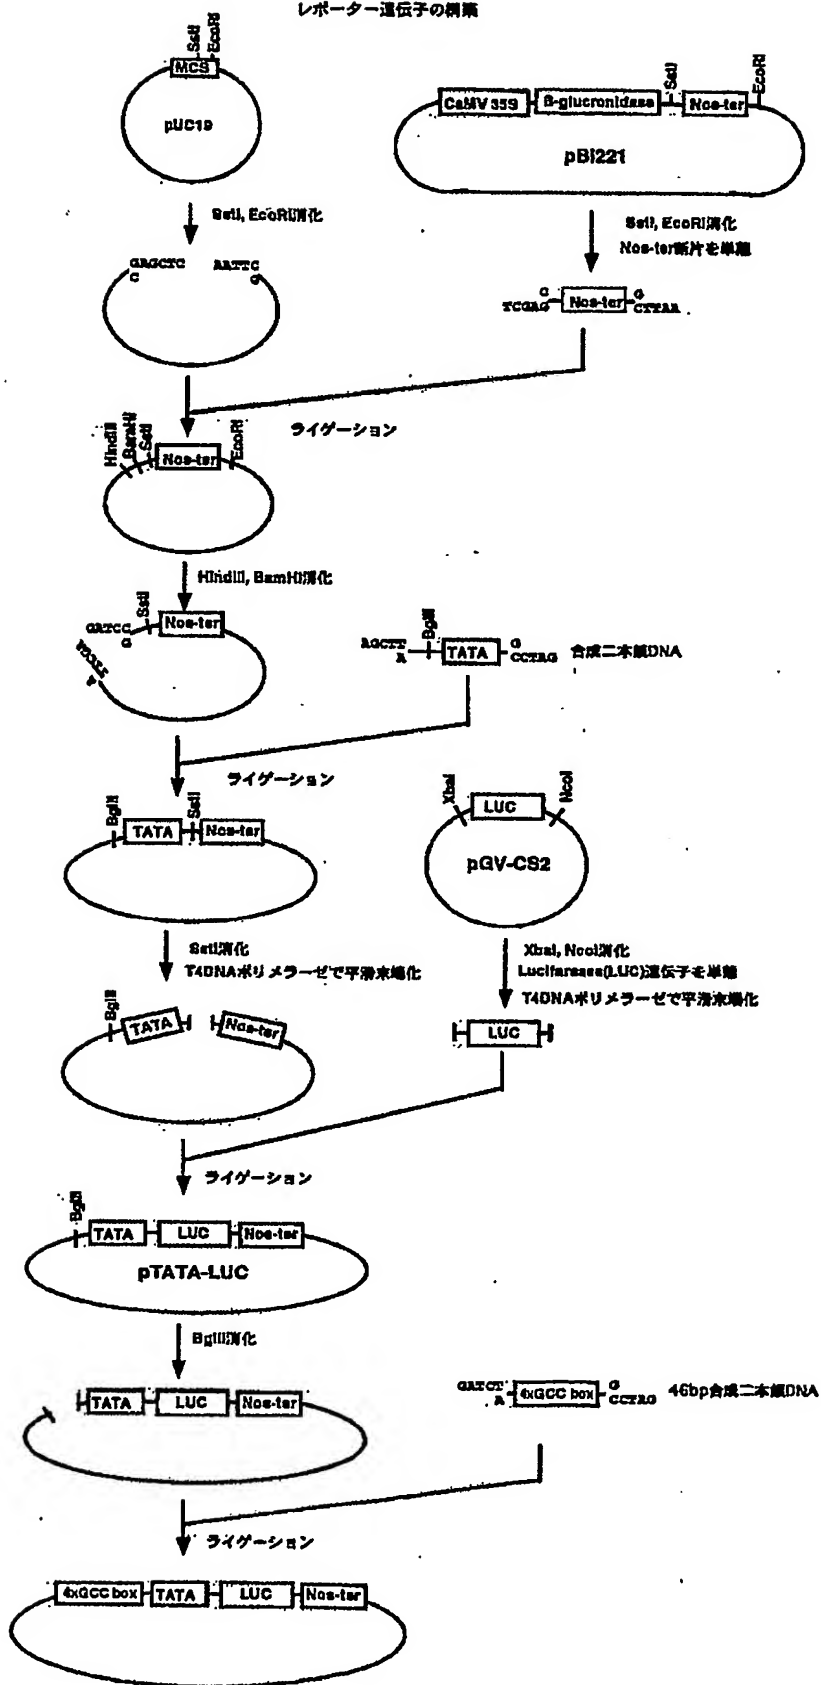 レポーター遺伝子の構築
SstI
EcoRI
MCS
pUC19
CaMV 35S
B-glucronidase
SstI
Nos-ter
EcoRI
pBI221
SstI, EcoRI消化
SstI, EcoRI消化
Nos-ter断片を単離
GAGCTC
C
AATTC
G
G
TCGAG
Nos-ter
G
CTTAA
HindIII
BamHI
SstI
Nos-ter
EcoRI
ライゲーション
HindIII, BamHI消化
GATCC
G
SstI
Nos-ter
A
AGCTT
A
BglII
TATA
G
CCTAG
合成二本鎖DNA
ライゲーション
BglII
TATA
SstI
Nos-ter
XbaI
LUC
NcoI
pGV-CS2
SstI消化
T4DNAポリメラーゼで平滑末端化
XbaI, NcoI消化
Luciferase(LUC)遺伝子を単離
T4DNAポリメラーゼで平滑末端化
BglII
TATA
Nos-ter
LUC
ライゲーション
BglII
TATA
LUC
Nos-ter
pTATA-LUC
BglII消化
TATA
LUC
Nos-ter
GATCT
A
4xGCC box
G
CCTAG
46bp合成二本鎖DNA
ライゲーション
4xGCC box
TATA
LUC
Nos-ter